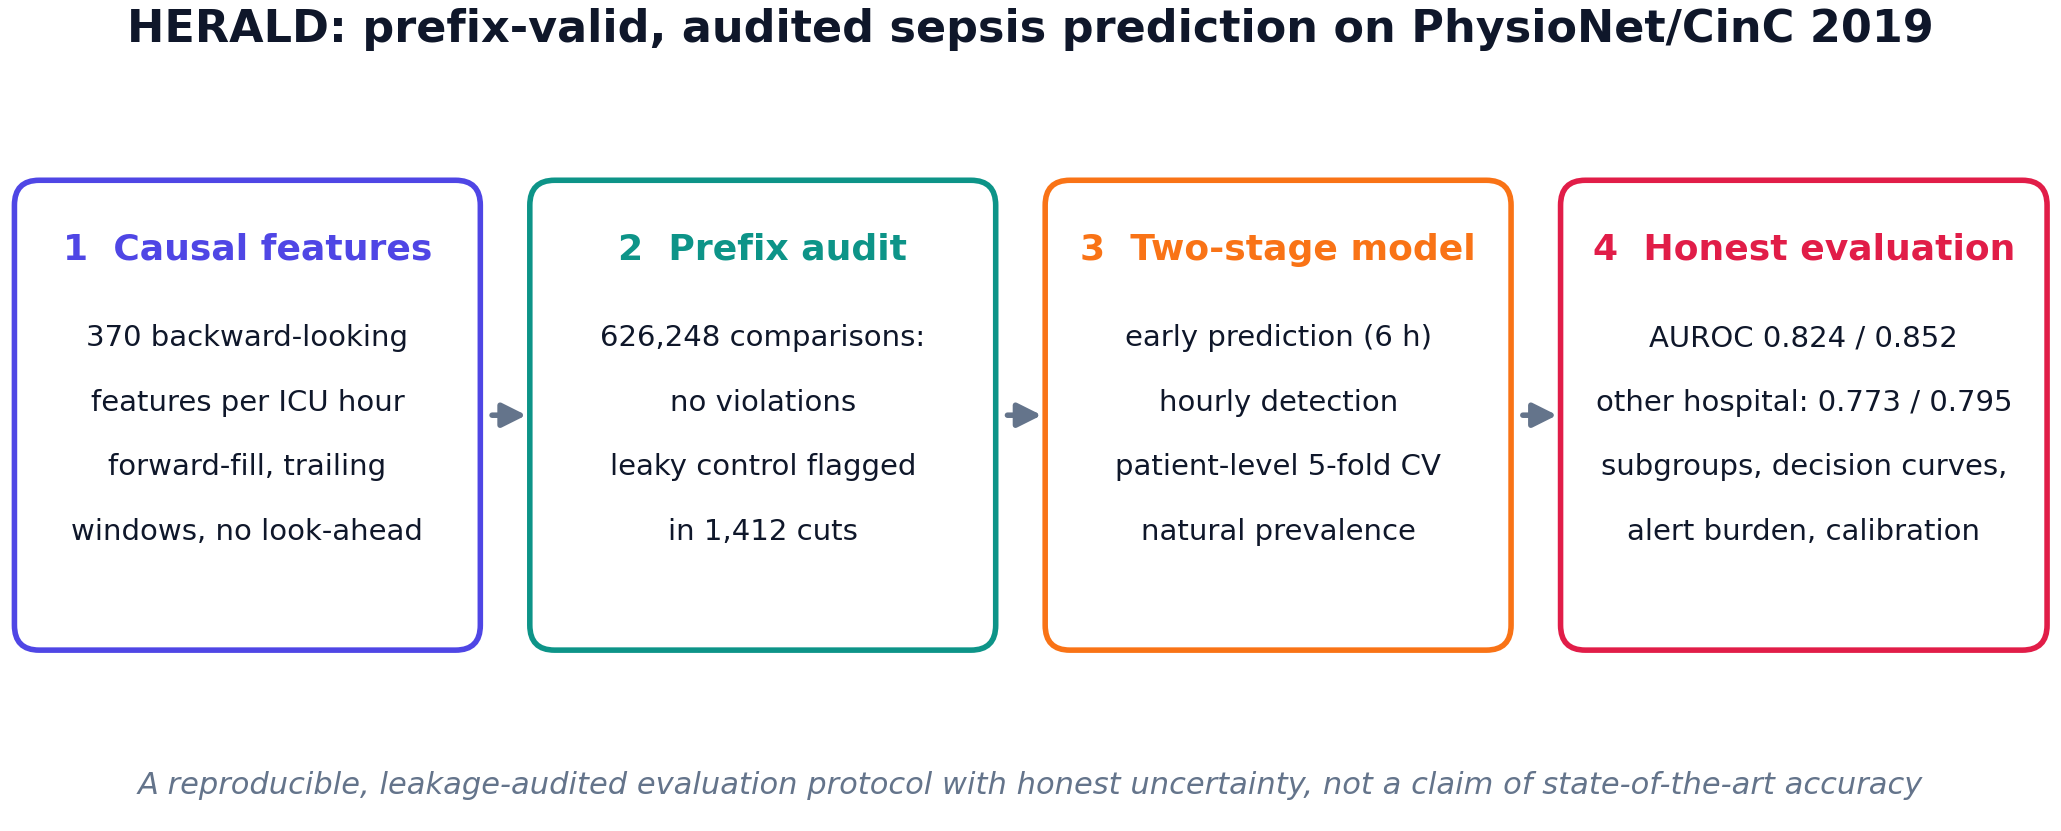 HERALD: prefix-valid, audited sepsis prediction on PhysioNet/CinC 2019
1 Causal features
370 backward-looking
features per ICU hour
forward-fill, trailing
windows, no look-ahead
2 Prefix audit
626,248 comparisons:
no violations
leaky control flagged
in 1,412 cuts
3 Two-stage model
early prediction (6 h)
hourly detection
patient-level 5-fold CV
natural prevalence
4 Honest evaluation
AUROC 0.824 / 0.852
other hospital: 0.773 / 0.795
subgroups, decision curves,
alert burden, calibration
A reproducible, leakage-audited evaluation protocol with honest uncertainty, not a claim of state-of-the-art accuracy